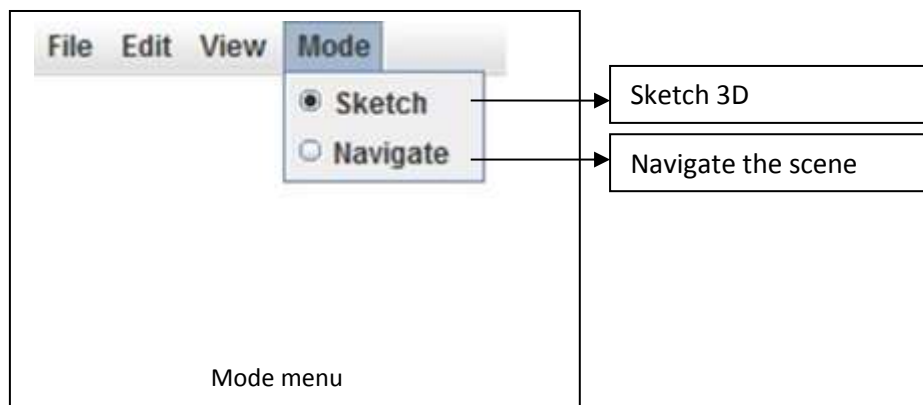 File Edit View Mode
Sketch
Navigate
Sketch 3D
Navigate the scene
Mode menu